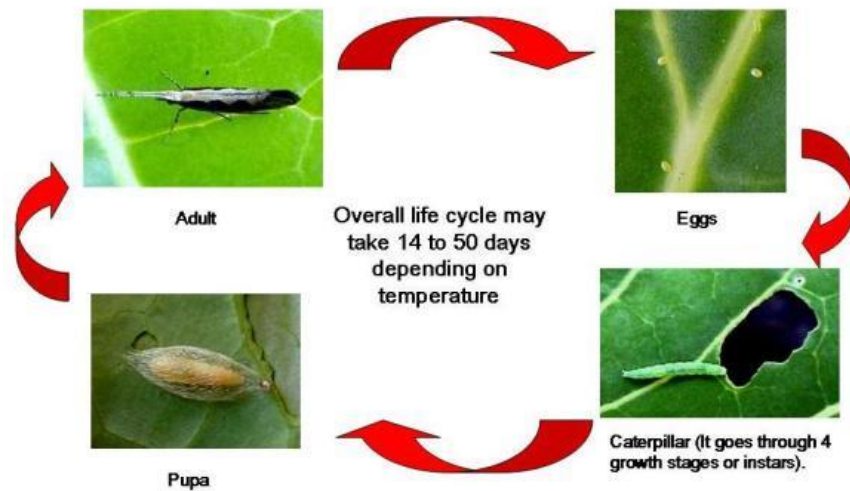 Adult
Eggs
Overall life cycle may
take 14 to 50 days
depending on
temperature
Caterpillar (It goes through 4
growth stages or instars).
Pupa